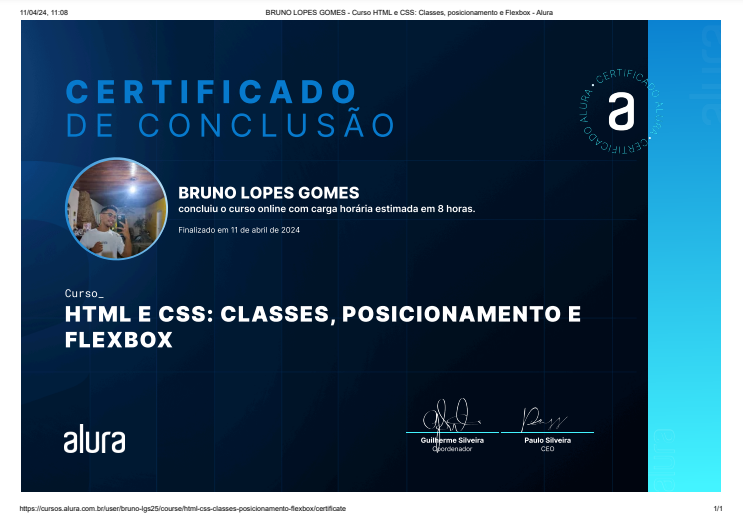 11/04/24, 11:08
BRUNO LOPES GOMES - Curso HTML e CSS: Classes, posicionamento e Flexbox - Alura
CERTIFICADO
DE CONCLUSÃO
ALURA • CERTIFICADO ALURA • CERTIFICADO
a
alura
BRUNO LOPES GOMES
concluiu o curso online com carga horária estimada em 8 horas.
Finalizado em 11 de abril de 2024
Curso_
HTML E CSS: CLASSES, POSICIONAMENTO E
FLEXBOX
alura
Guilherme Silveira
Coordenador
Paulo Silveira
CEO
alura
https://cursos.alura.com.br/user/bruno-lgs25/course/html-css-classes-posicionamento-flexbox/certificate
1/1